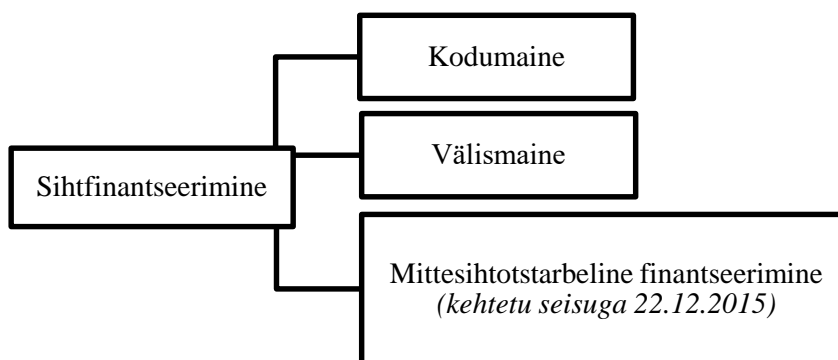 Kodumaine
Välismaine
Sihtfinantseerimine
Mittesihtotstarbeline finantseerimine
(kehtetu seisuga 22.12.2015)